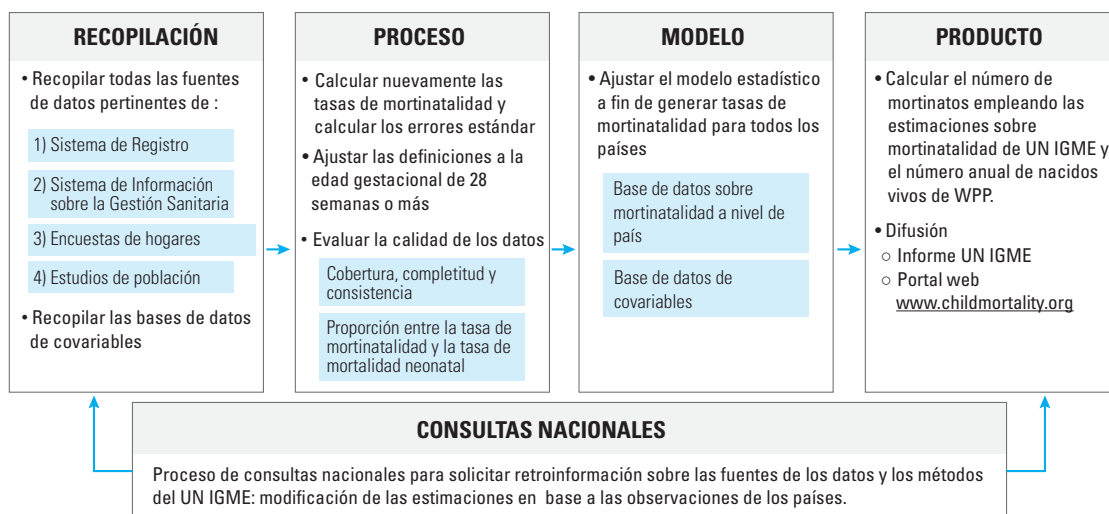 RECOPILACIÓN
• Recopilar todas las fuentes
de datos pertinentes de :
1) Sistema de Registro
2) Sistema de Información
sobre la Gestión Sanitaria
3) Encuestas de hogares
4) Estudios de población
• Recopilar las bases de datos
de covariables
PROCESO
• Calcular nuevamente las
tasas de mortinatalidad y
calcular los errores estándar
• Ajustar las definiciones a la
edad gestacional de 28
semanas o más
• Evaluar la calidad de los datos
Cobertura, completitud y
consistencia
Proporción entre la tasa de
mortinatalidad y la tasa de
mortalidad neonatal
MODELO
• Ajustar el modelo estadístico
a fin de generar tasas de
mortinatalidad para todos los
países
Base de datos sobre
mortinatalidad a nivel de
país
Base de datos de
covariables
PRODUCTO
• Calcular el número de
mortinatos empleando las
estimaciones sobre
mortinatalidad de UN IGME y
el número anual de nacidos
vivos de WPP.
• Difusión
○ Informe UN IGME
○ Portal web
www.childmortality.org
CONSULTAS NACIONALES
Proceso de consultas nacionales para solicitar retroinformación sobre las fuentes de los datos y los métodos
del UN IGME: modificación de las estimaciones en base a las observaciones de los países.